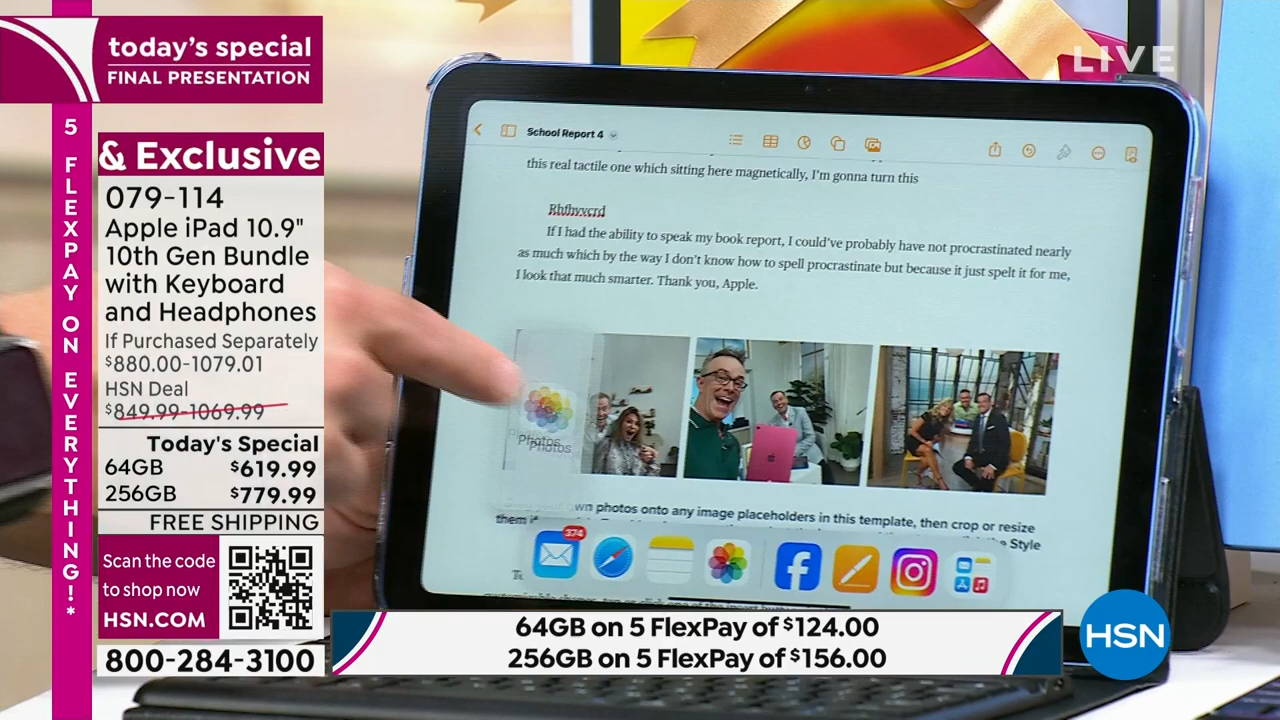 today's special
FINAL PRESENTATION
5 FLEXPAY ON EVERYTHING!*
& Exclusive
079-114
Apple iPad 10.9"
10th Gen Bundle
with Keyboard
and Headphones
If Purchased Separately
$880.00-1079.01
HSN Deal
$849.99-1069.99
Today's Special
64GB $619.99
256GB $779.99
FREE SHIPPING
Scan the code
to shop now
HSN.COM
800-284-3100
LIVE
School Report 4
this real tactile one which sitting here magnetically, I'm gonna turn this
Rhfhyvcrd
If I had the ability to speak my book report, I could've probably have not procrastinated nearly
as much which by the way I don't know how to spell procrastinate but because it just spelt it for me,
I look that much smarter. Thank you, Apple.
Photos
Photos
own photos onto any image placeholders in this template, then crop or resize
them the Style
374
64GB on 5 FlexPay of $124.00
256GB on 5 FlexPay of $156.00
HSN